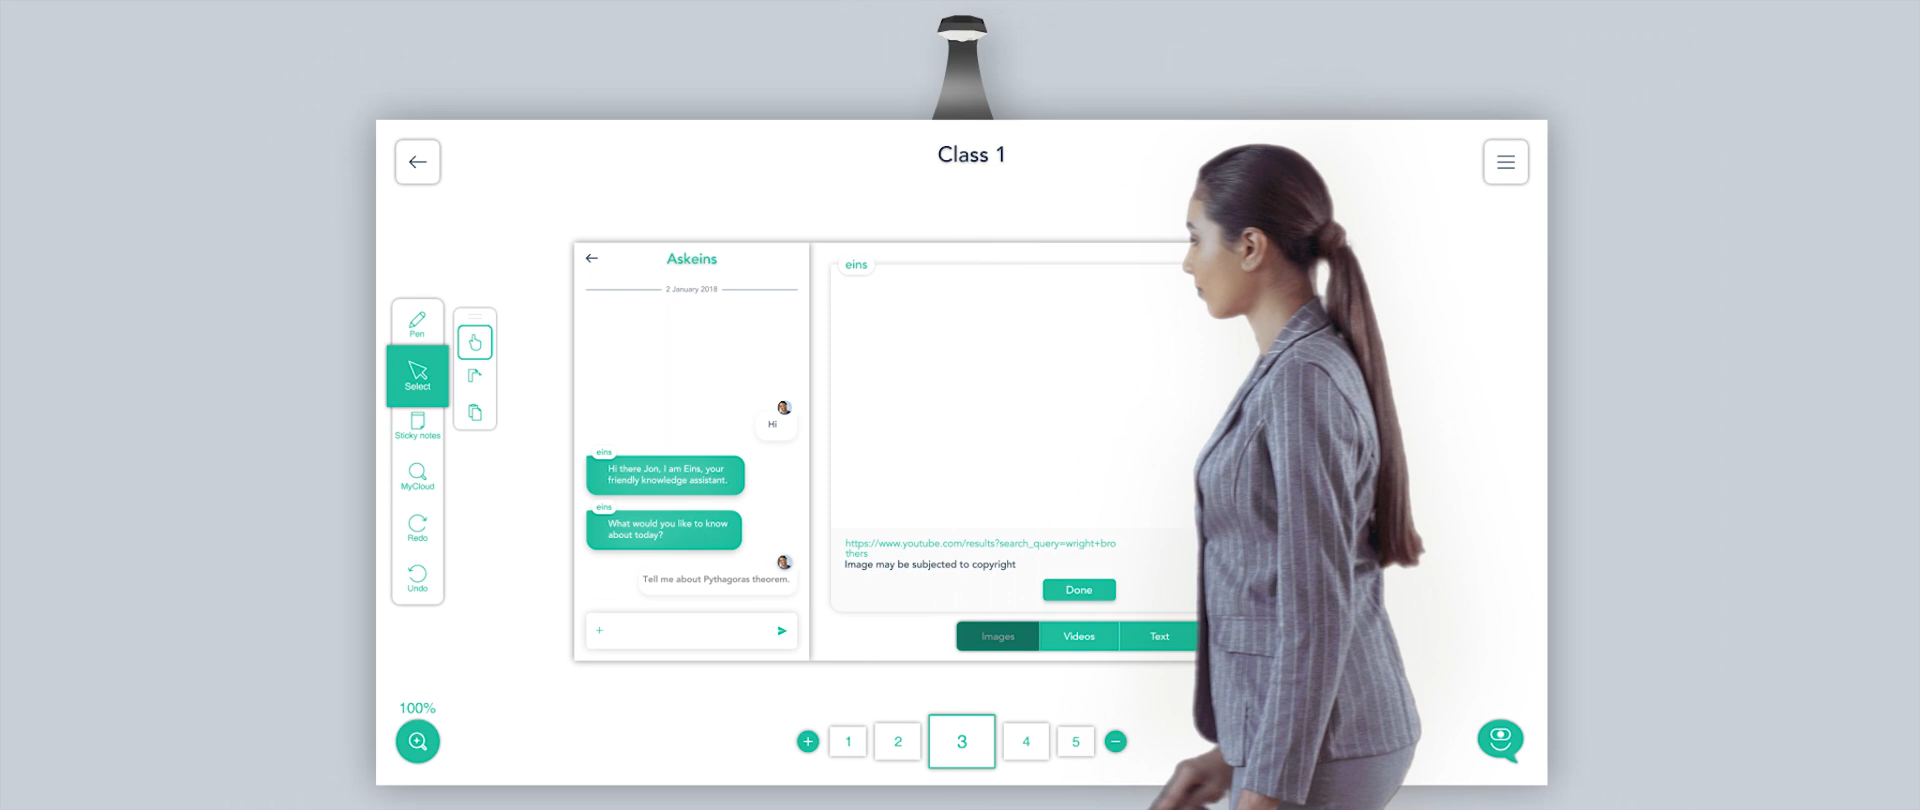 Class 1
Askeins
2 January 2018
Hi
eins
Hi there Jon, I am Eins, your
friendly knowledge assistant.
eins
What would you like to know
about today?
Tell me about Pythagoras theorem.
+
eins
https://www.youtube.com/results?search_query=wright+bro
thers
Image may be subjected to copyright
Done
Images
Videos
Text
Pen
Select
Sticky notes
MyCloud
Redo
Undo
100%
+ 1 2 3 4 5 −